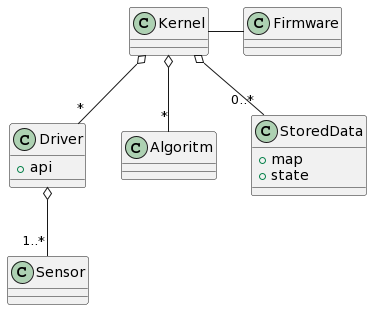 C Kernel
C Firmware
*
*
0..*
C Driver
api
C Algoritm
C StoredData
map
state
1..*
C Sensor